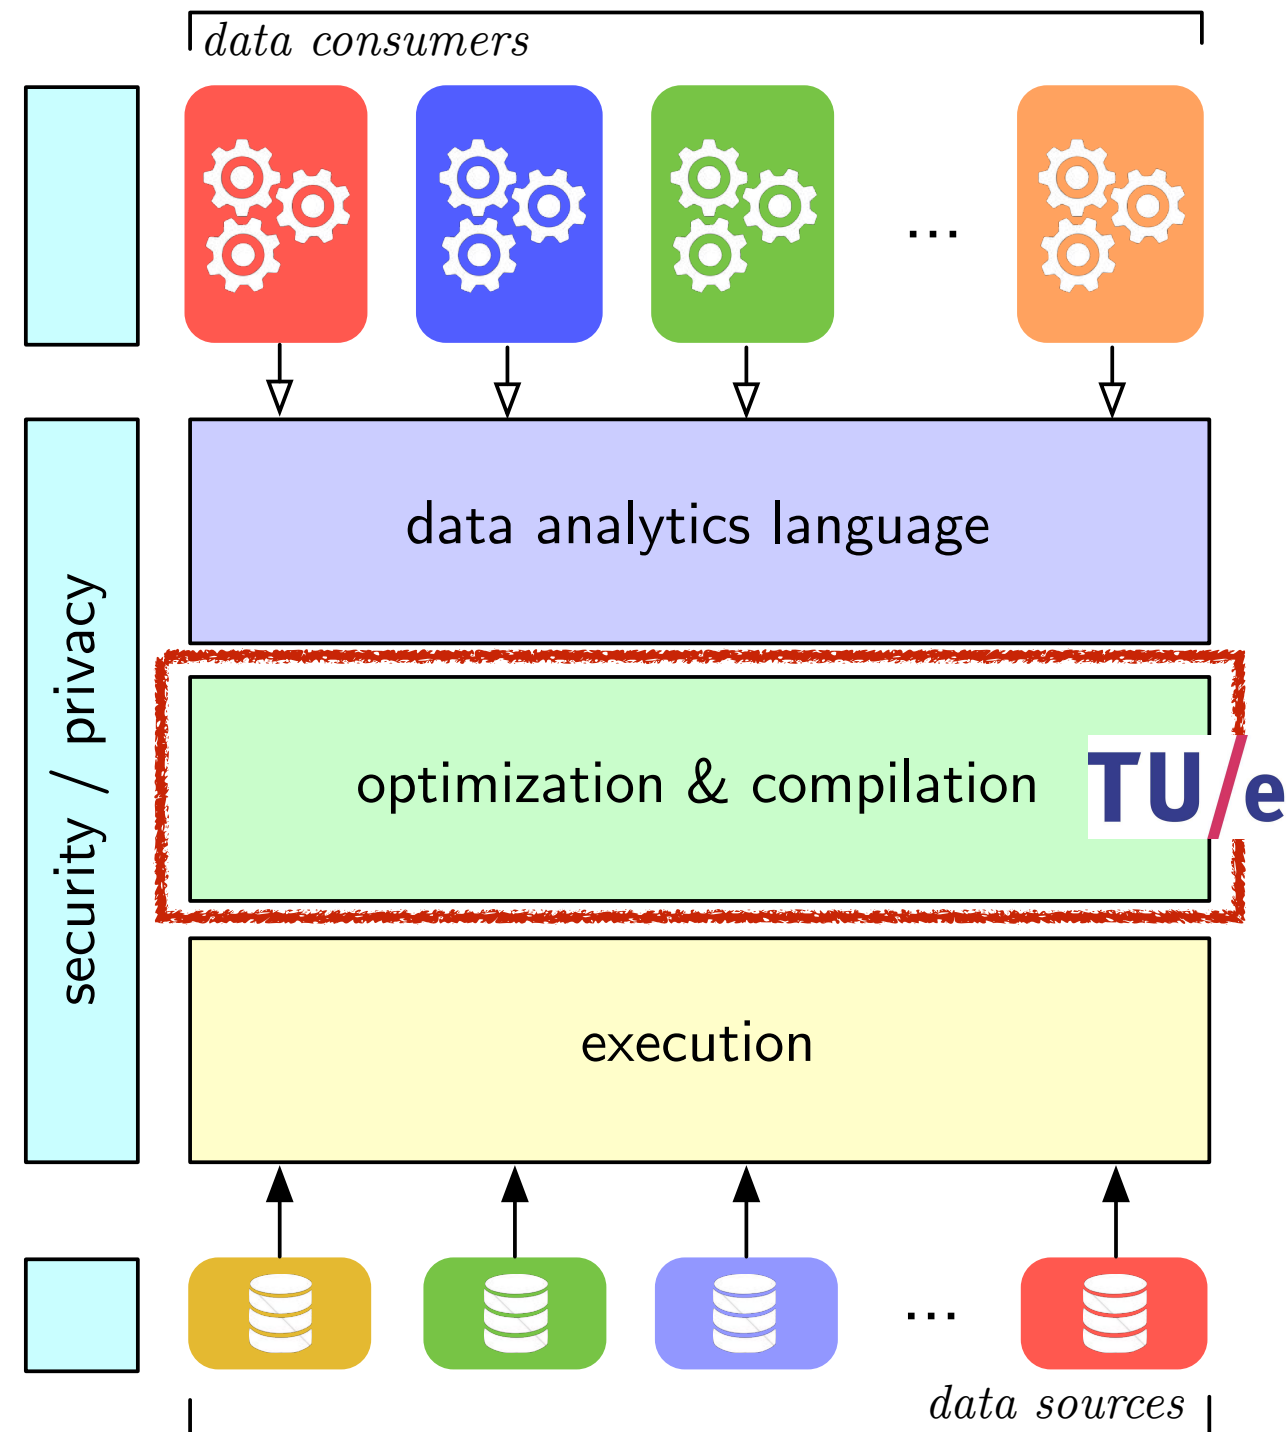 data consumers
...
data analytics language
security / privacy
optimization & compilation
TU/e
execution
...
data sources